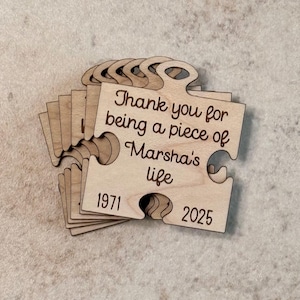 Thank you for
being a piece of
Marsha's
life
1971 2025